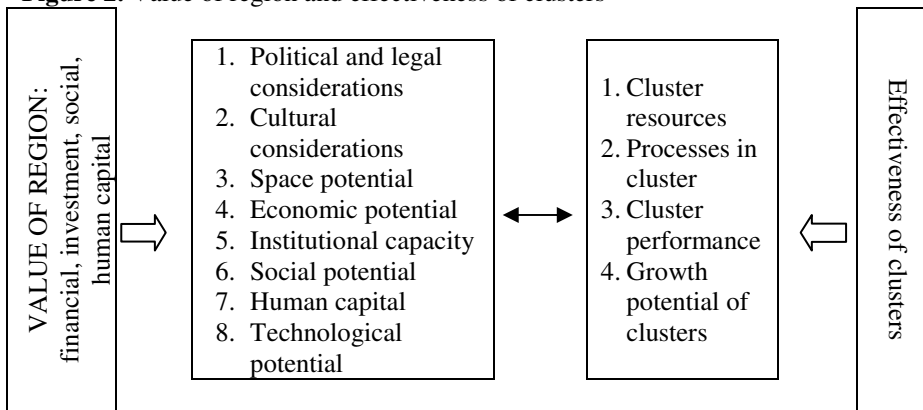 Figure 2. Value of region and effectiveness of clusters
VALUE OF REGION:
financial, investment, social,
human capital
1. Political and legal
considerations
2. Cultural
considerations
3. Space potential
4. Economic potential
5. Institutional capacity
6. Social potential
7. Human capital
8. Technological
potential
1. Cluster
resources
2. Processes in
cluster
3. Cluster
performance
4. Growth
potential of
clusters
Effectiveness of clusters